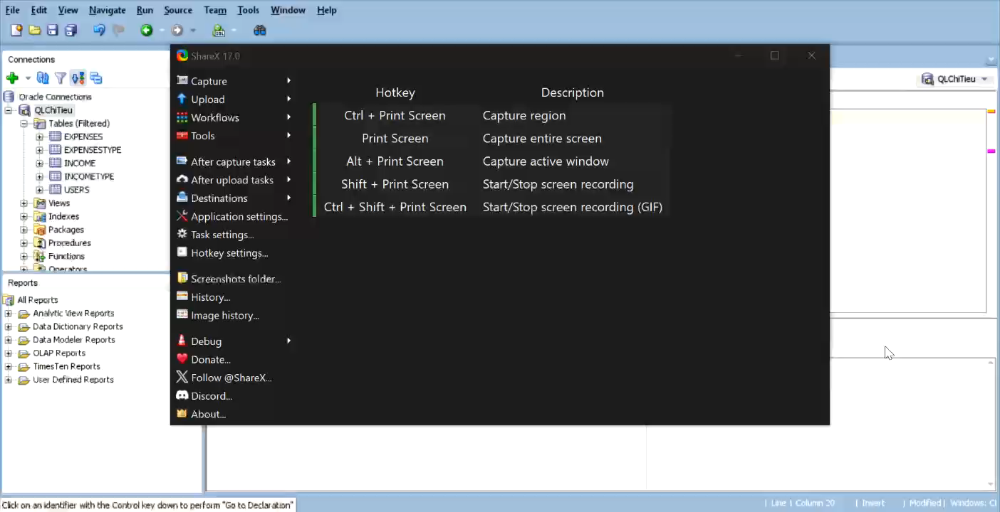 File Edit View Navigate Run Source Team Tools Window Help
Connections
Oracle Connections
QLChiTieu
Tables (Filtered)
EXPENSES
EXPENSESTYPE
INCOME
INCOMETYPE
USERS
Views
Indexes
Packages
Procedures
Functions
Operators
Reports
All Reports
Analytic View Reports
Data Dictionary Reports
Data Modeler Reports
OLAP Reports
TimesTen Reports
User Defined Reports
ShareX 17.0
Capture
Upload
Workflows
Tools
After capture tasks
After upload tasks
Destinations
Application settings...
Task settings...
Hotkey settings...
Screenshots folder...
History...
Image history...
Debug
Donate...
Follow @ShareX...
Discord...
About...
Hotkey Description
Ctrl + Print Screen Capture region
Print Screen Capture entire screen
Alt + Print Screen Capture active window
Shift + Print Screen Start/Stop screen recording
Ctrl + Shift + Print Screen Start/Stop screen recording (GIF)
QLChiTieu
Click on an identifier with the Control key down to perform "Go to Declaration"
| Line 1 Column 20 | Insert | Modified | Windows: C